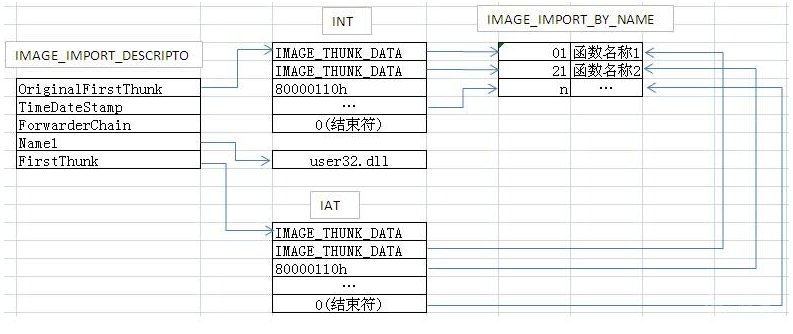 INT
IMAGE_IMPORT_BY_NAME
IMAGE_IMPORT_DESCRIPTO
IMAGE_THUNK_DATA
01 函数名称1
IMAGE_THUNK_DATA
21 函数名称2
OriginalFirstThunk
80000110h
n …
TimeDateStamp
…
ForwarderChain
0(结束符)
Name1
FirstThunk
user32.dll
IAT
IMAGE_THUNK_DATA
IMAGE_THUNK_DATA
80000110h
…
0(结束符)